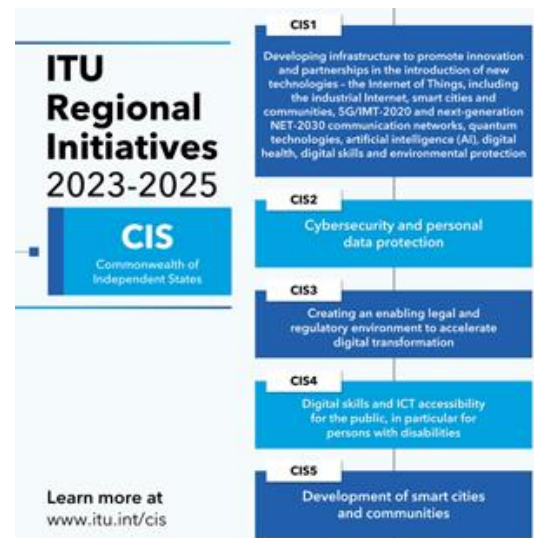 ITU
Regional
Initiatives
2023-2025
CIS
Commonwealth of
Independent States
CIS1
Developing infrastructure to promote innovation
and partnerships in the introduction of new
technologies – the Internet of Things, including
the industrial Internet, smart cities and
communities, 5G/IMT-2020 and next-generation
NET-2030 communication networks, quantum
technologies, artificial intelligence (AI), digital
health, digital skills and environmental protection
CIS2
Cybersecurity and personal
data protection
CIS3
Creating an enabling legal and
regulatory environment to accelerate
digital transformation
CIS4
Digital skills and ICT accessibility
for the public, in particular for
persons with disabilities
CIS5
Development of smart cities
and communities
Learn more at
www.itu.int/cis